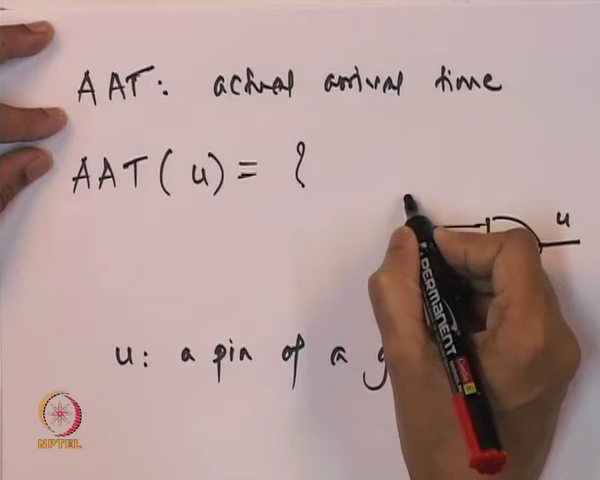 AAT: actual arrival time
AAT(u) = {
u
u: a pin of a g
PERMANENT
NPTEL